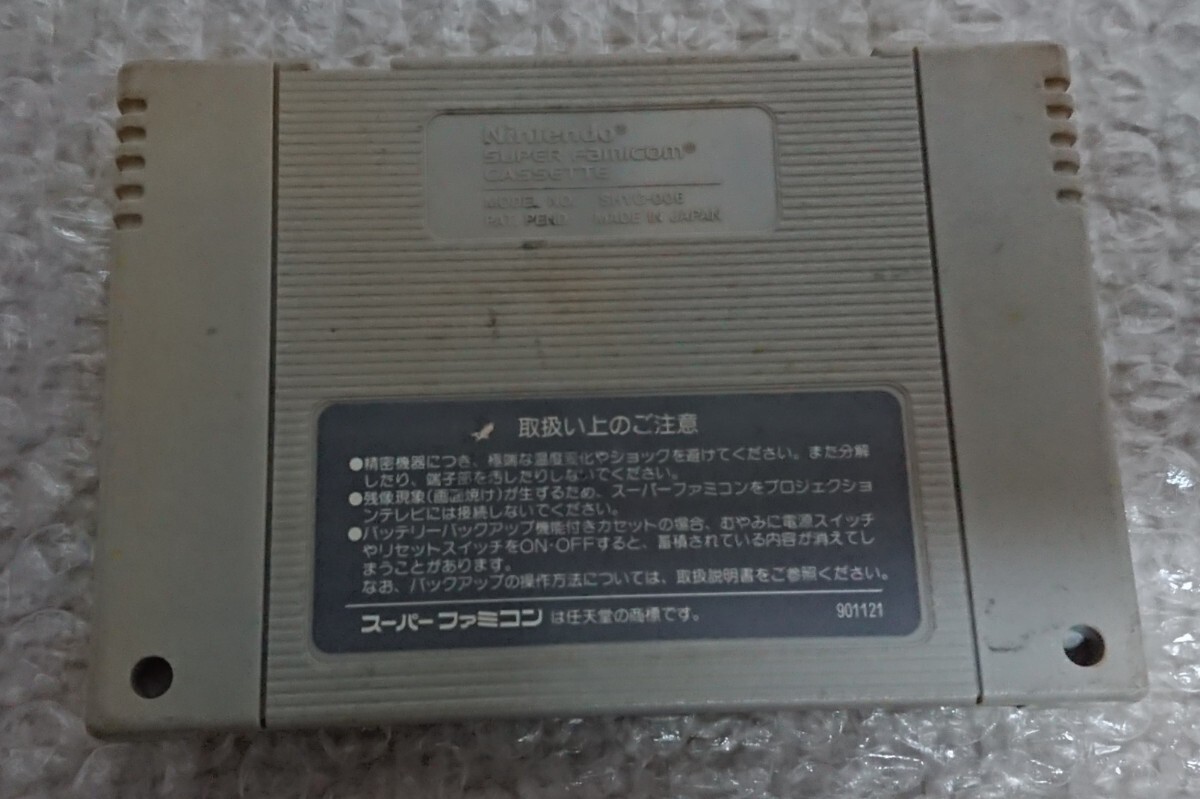 Nintendo®
SUPER Famicom®
CASSETTE
MODEL NO. SHVC-006
PAT. PEND. MADE IN JAPAN
取扱い上のご注意
●精密機器につき、極端な温度変化やショックを避けてください。また分解
したり、端子部を汚したりしないでください。
●残像現象(画面焼け)が生ずるため、スーパーファミコンをプロジェクショ
ンテレビには接続しないでください。
●バッテリーバックアップ機能付きカセットの場合、むやみに電源スイッチ
やリセットスイッチをON·OFFすると、蓄積されている内容が消えてし
まうことがあります。
なお、バックアップの操作方法については、取扱説明書をご参照ください。
スーパーファミコンは任天堂の商標です。 901121